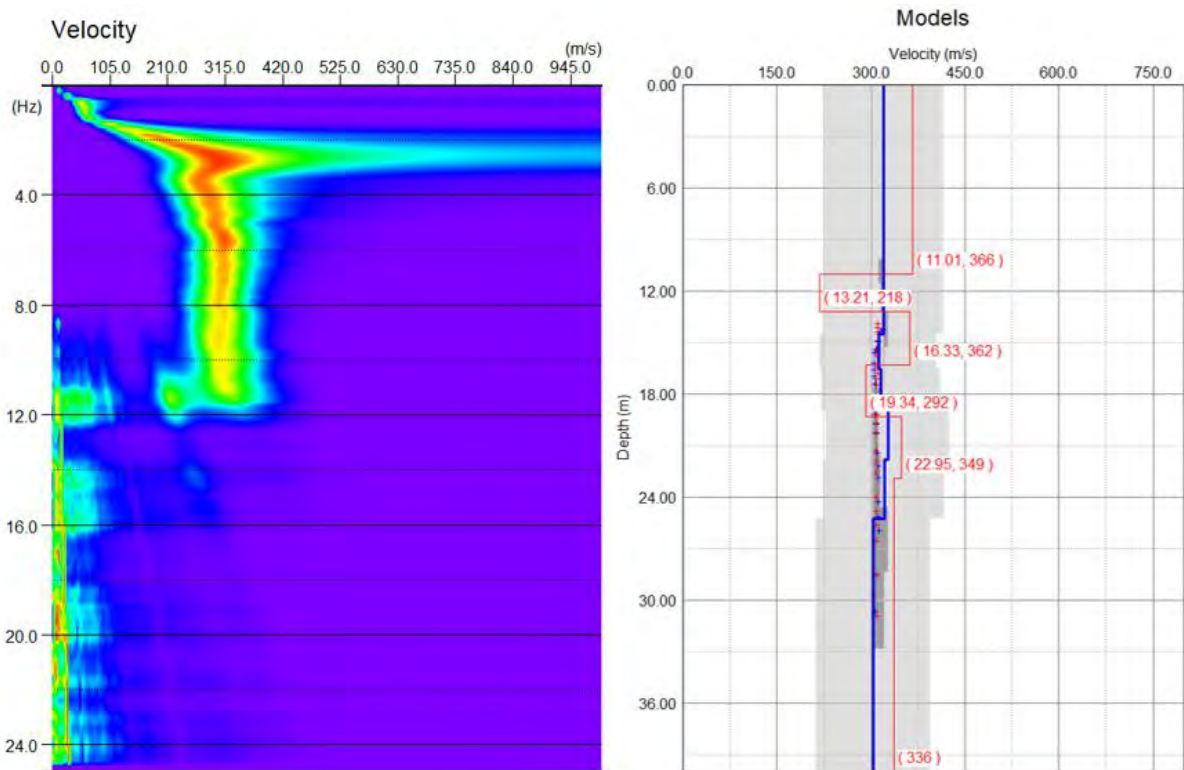 Velocity
(m/s)
0.0 105.0 210.0 315.0 420.0 525.0 630.0 735.0 840.0 945.0
(Hz)
4.0
8.0
12.0
16.0
20.0
24.0
Models
Velocity (m/s)
0.0 150.0 300.0 450.0 600.0 750.0
0.00
6.00
12.00
18.00
24.00
30.00
36.00
Depth (m)
( 11.01, 366 )
( 13.21, 218 )
( 16.33, 362 )
( 19.34, 292 )
( 22.95, 349 )
( 336 )